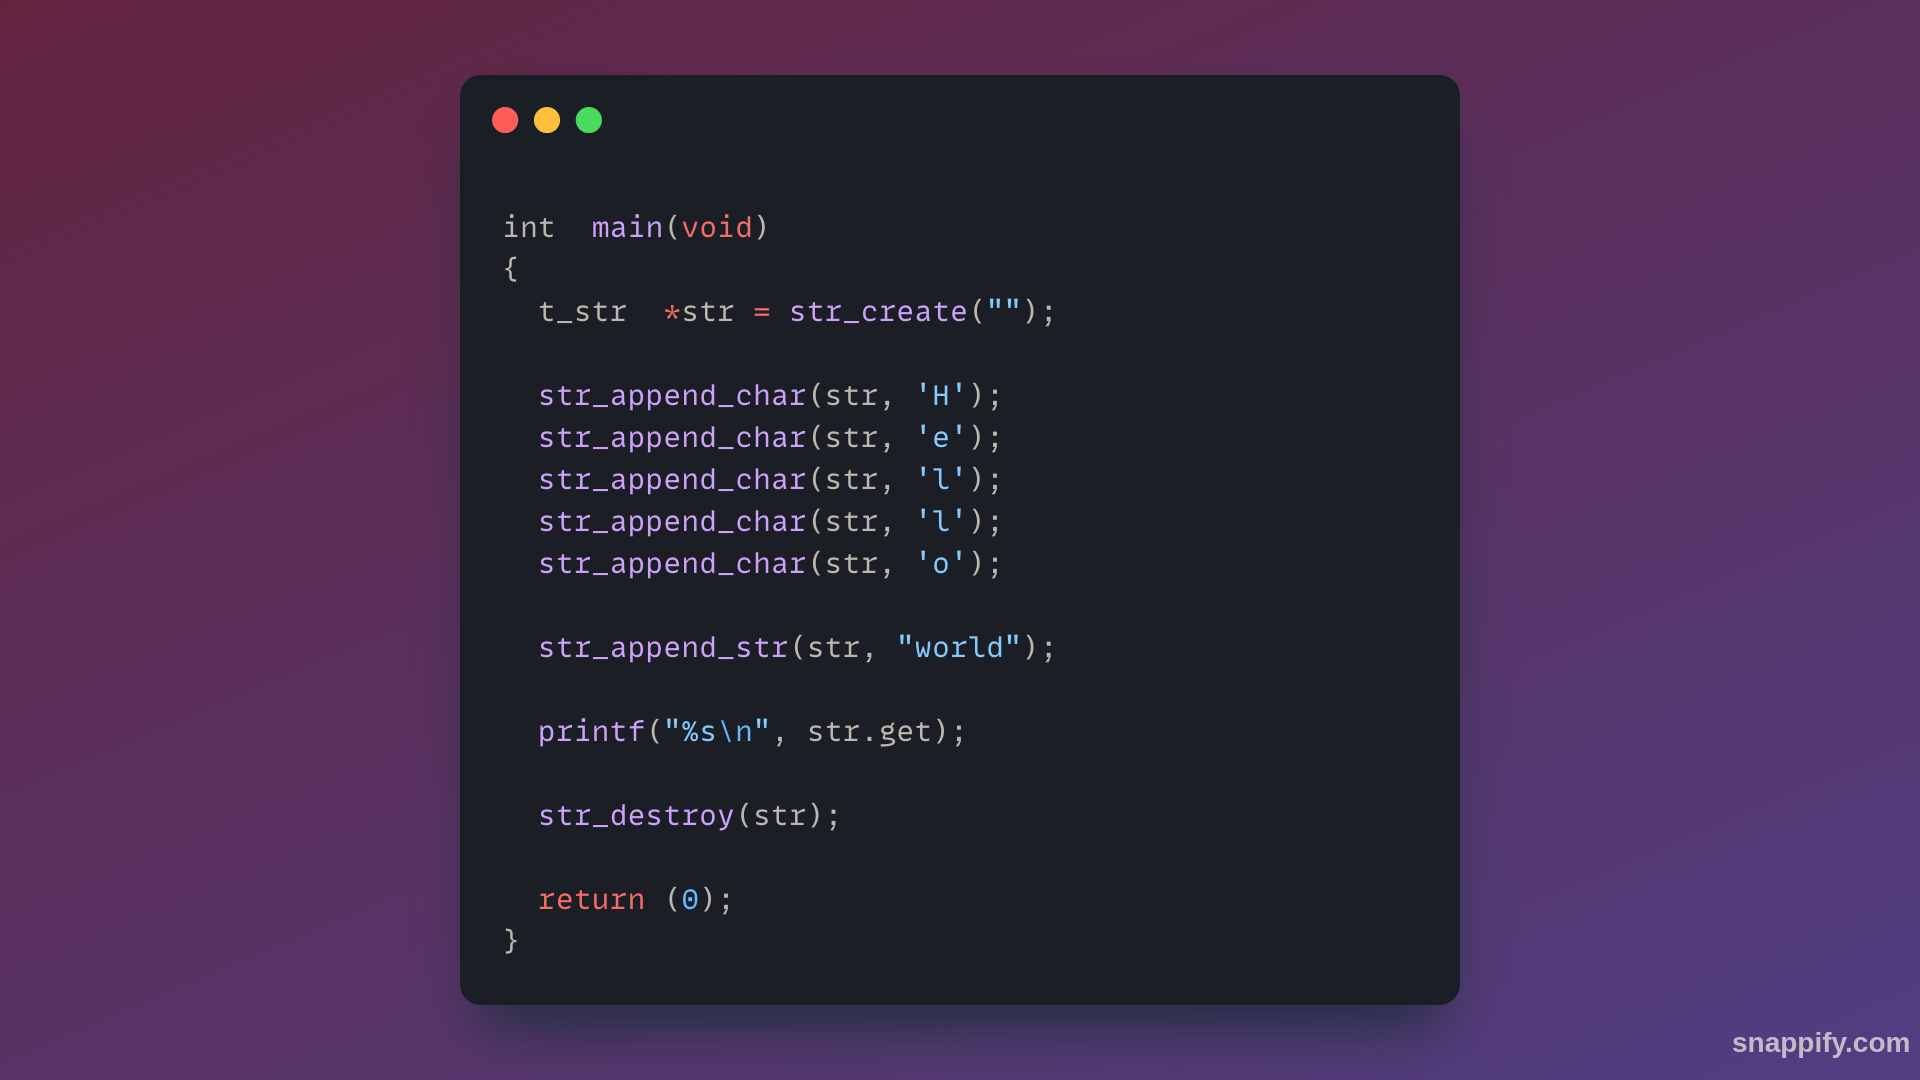 int  main(void)
{
  t_str  *str = str_create("");

  str_append_char(str, 'H');
  str_append_char(str, 'e');
  str_append_char(str, 'l');
  str_append_char(str, 'l');
  str_append_char(str, 'o');

  str_append_str(str, "world");

  printf("%s\n", str.get);

  str_destroy(str);

  return (0);
}
snappify.com